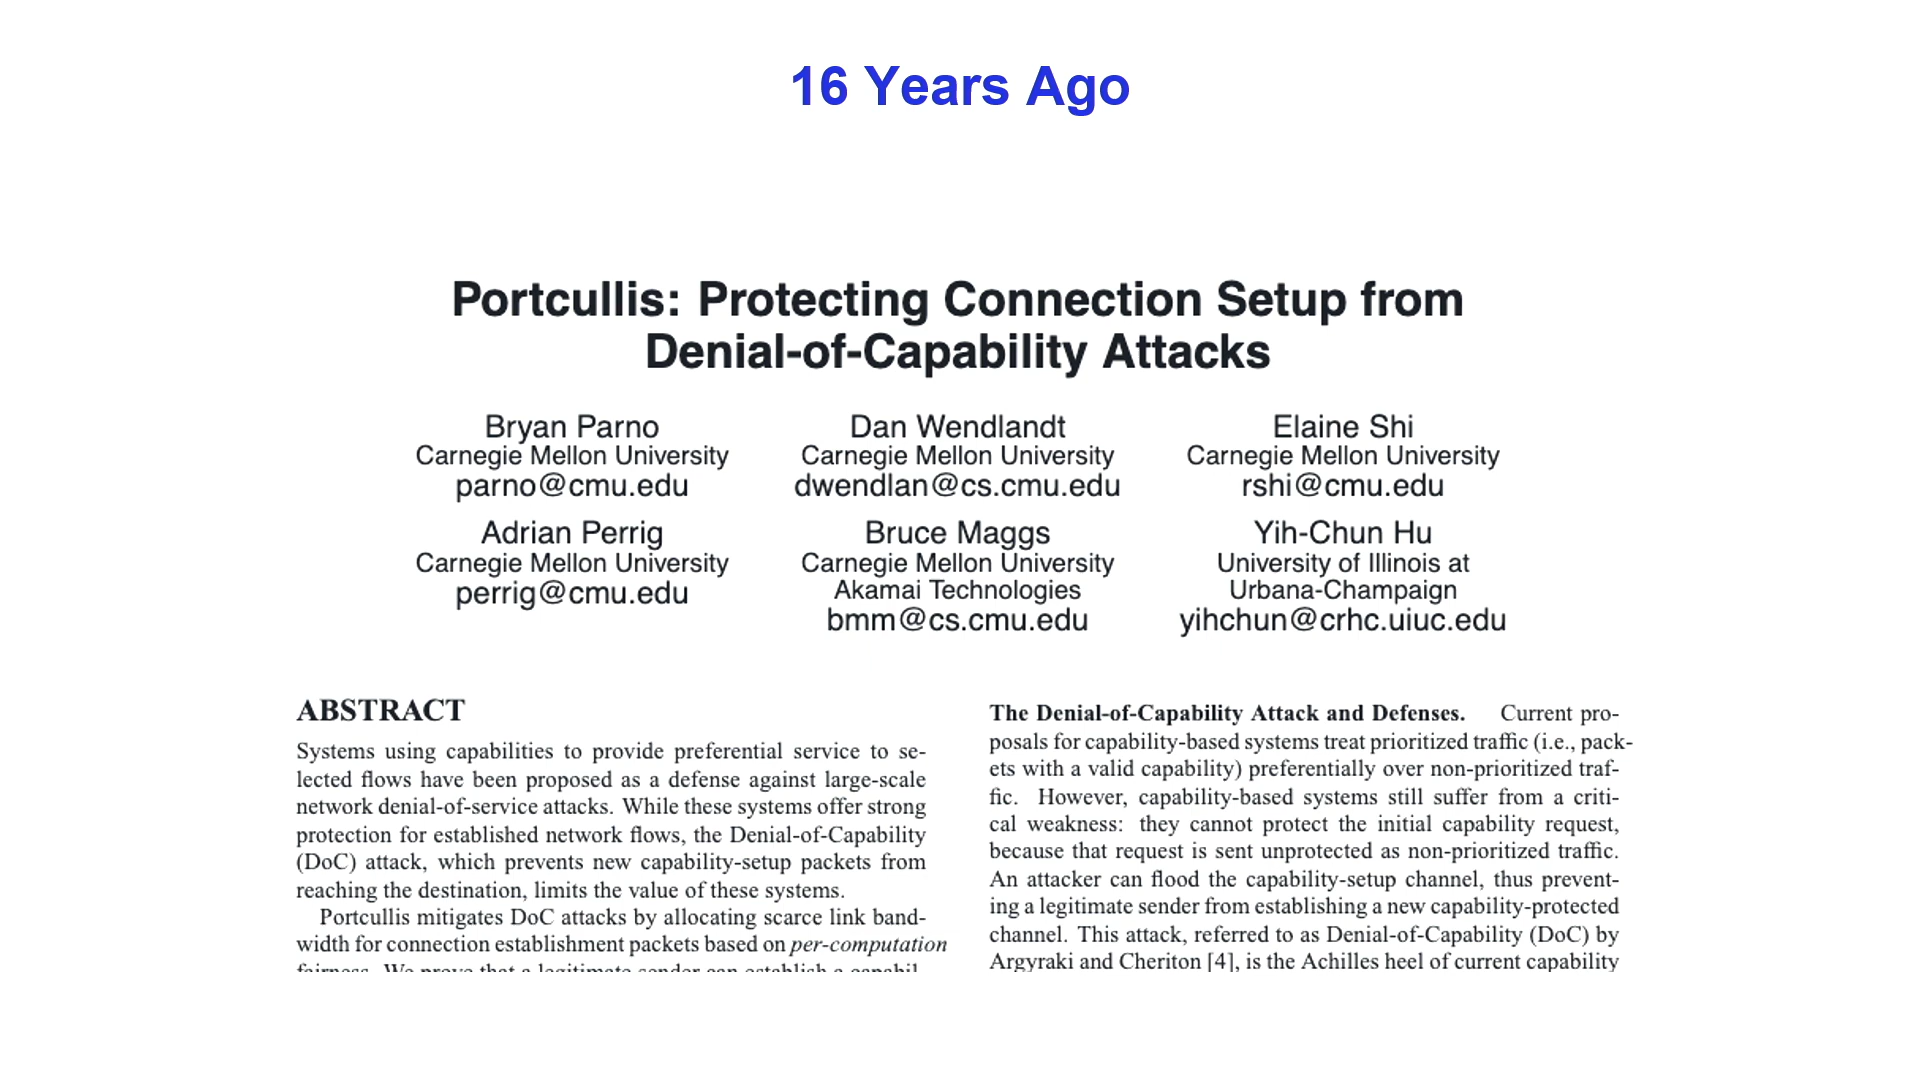 16 Years Ago
Portcullis: Protecting Connection Setup from
Denial-of-Capability Attacks
Bryan Parno
Carnegie Mellon University
parno@cmu.edu
Dan Wendlandt
Carnegie Mellon University
dwendlan@cs.cmu.edu
Elaine Shi
Carnegie Mellon University
rshi@cmu.edu
Adrian Perrig
Carnegie Mellon University
perrig@cmu.edu
Bruce Maggs
Carnegie Mellon University
Akamai Technologies
bmm@cs.cmu.edu
Yih-Chun Hu
University of Illinois at
Urbana-Champaign
yihchun@crhc.uiuc.edu
ABSTRACT
Systems using capabilities to provide preferential service to se-
lected flows have been proposed as a defense against large-scale
network denial-of-service attacks. While these systems offer strong
protection for established network flows, the Denial-of-Capability
(DoC) attack, which prevents new capability-setup packets from
reaching the destination, limits the value of these systems.
Portcullis mitigates DoC attacks by allocating scarce link band-
width for connection establishment packets based on per-computation
fairness. We prove that a legitimate sender can establish a capabil-
The Denial-of-Capability Attack and Defenses. Current pro-
posals for capability-based systems treat prioritized traffic (i.e., pack-
ets with a valid capability) preferentially over non-prioritized traf-
fic. However, capability-based systems still suffer from a criti-
cal weakness: they cannot protect the initial capability request,
because that request is sent unprotected as non-prioritized traffic.
An attacker can flood the capability-setup channel, thus prevent-
ing a legitimate sender from establishing a new capability-protected
channel. This attack, referred to as Denial-of-Capability (DoC) by
Argyraki and Cheriton [4], is the Achilles heel of current capability